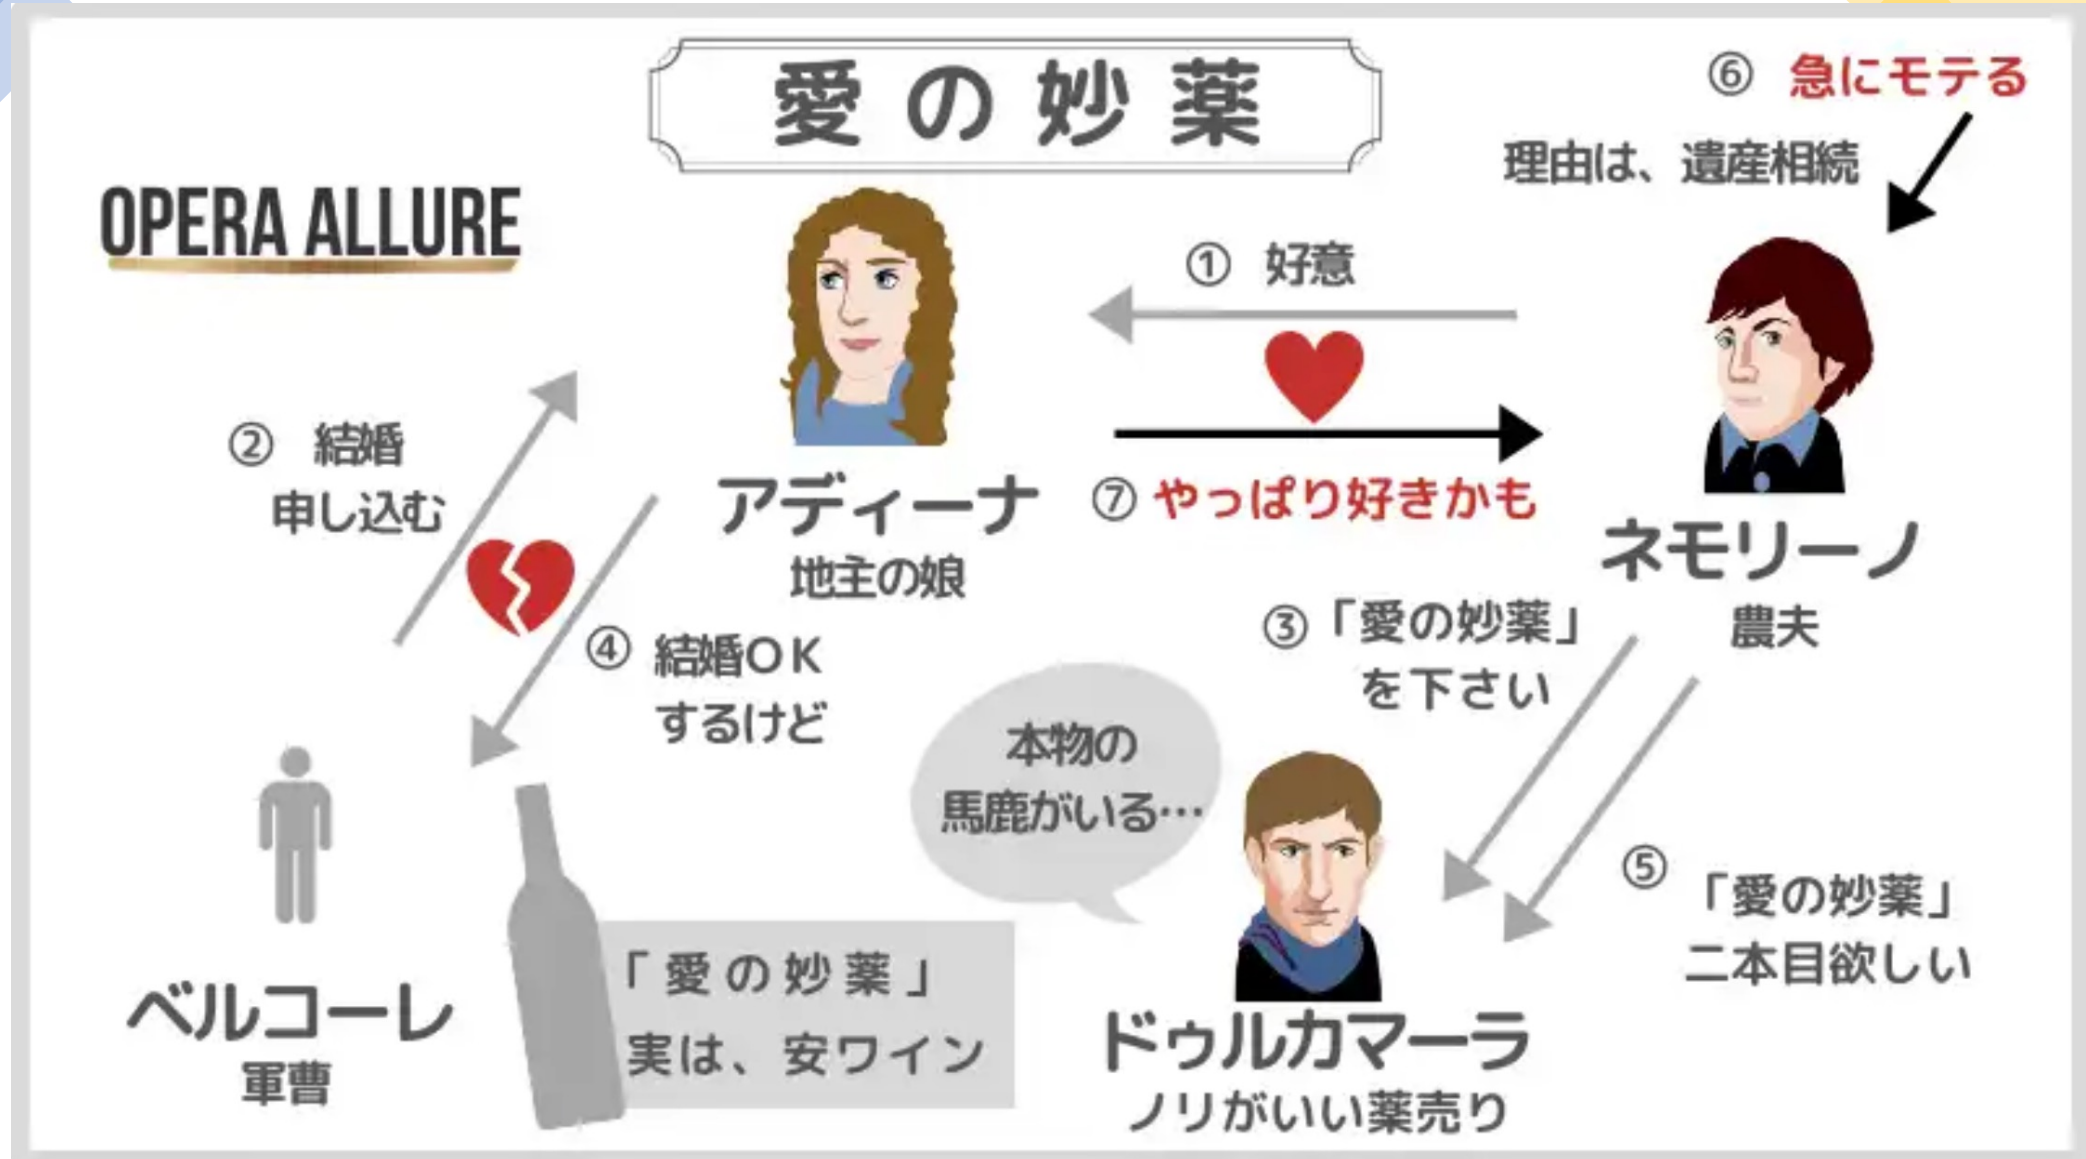 愛の妙薬
OPERA ALLURE
⑥ 急にモテる
理由は、遺産相続
① 好意
② 結婚
申し込む
アディーナ
地主の娘
⑦ やっぱり好きかも
ネモリーノ
農夫
③「愛の妙薬」
を下さい
④ 結婚OK
するけど
本物の
馬鹿がいる…
⑤「愛の妙薬」
二本目欲しい
ベルコーレ
軍曹
「愛の妙薬」
実は、安ワイン
ドゥルカマーラ
ノリがいい薬売り